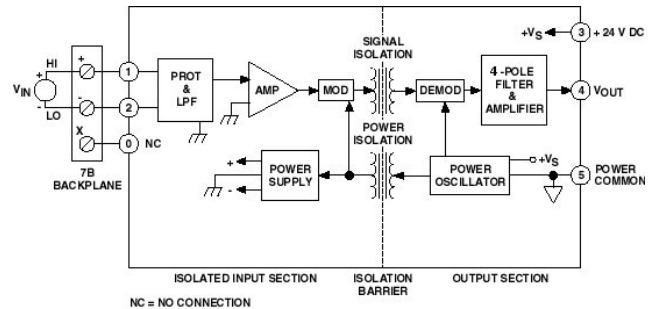 +VS
3
+ 24 V DC
SIGNAL
ISOLATION
HI
+
+
1
VIN
PROT
&
LPF
AMP
MOD
DEMOD
4 -POLE
FILTER
&
AMPLIFIER
4
VOUT
-
LO
-
2
X
0
NC
POWER
ISOLATION
7B
BACKPLANE
+
-
POWER
SUPPLY
POWER
OSCILLATOR
+VS
5
POWER
COMMON
ISOLATED INPUT SECTION
ISOLATION
BARRIER
OUTPUT SECTION
NC = NO CONNECTION